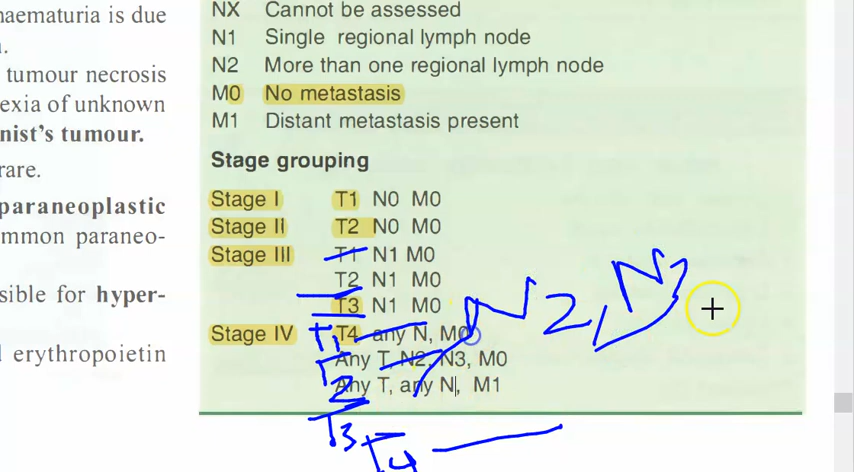 haematuria is due
NX Cannot be assessed
N1 Single regional lymph node
tumour necrosis
N2 More than one regional lymph node
exia of unknown
M0 No metastasis
nist's tumour.
M1 Distant metastasis present
rare.
Stage grouping
paraneoplastic
Stage I T1 N0 M0
mmon paraneo-
Stage II T2 N0 M0
Stage III T1 N1 M0
T2 N1 M0
sible for hyper-
T3 N1 M0
N2, N3
Stage IV T4 any N, M0
T1
erythropoietin
Any T, N2, N3, M0
T2
Any T, any N, M1
T3
T4